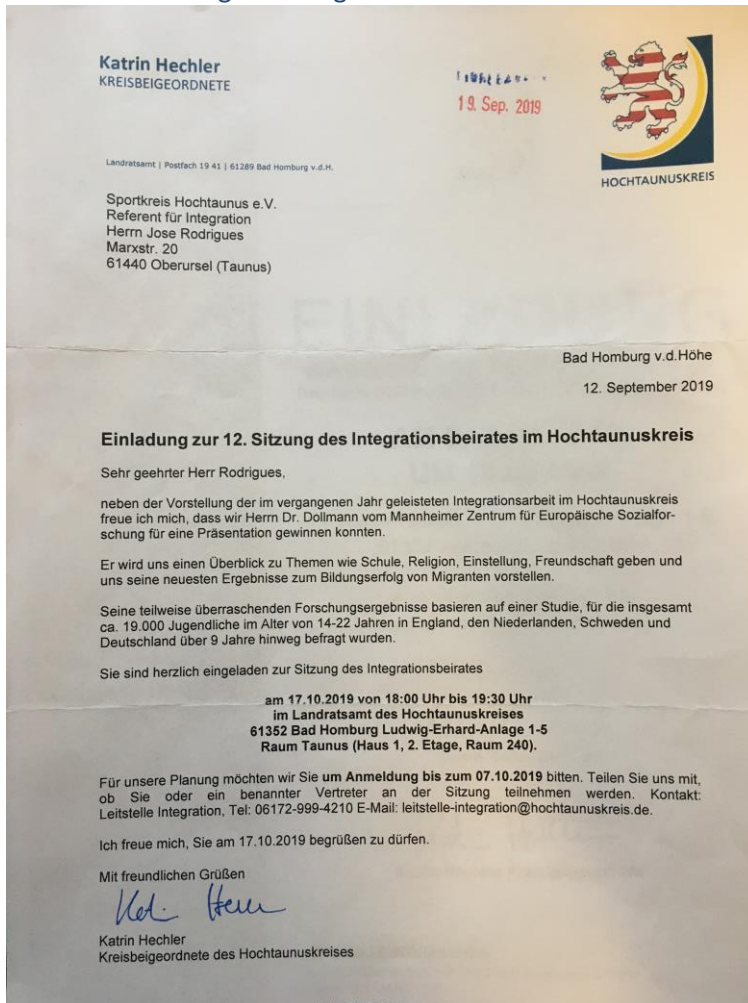 Katrin Hechler
KREISBEIGEORDNETE
19. Sep. 2019
HOCHTAUNUSKREIS
Landratsamt | Postfach 19 41 | 61289 Bad Homburg v.d.H.
Sportkreis Hochtaunus e.V.
Referent für Integration
Herrn Jose Rodrigues
Marxstr. 20
61440 Oberursel (Taunus)
Bad Homburg v.d.Höhe
12. September 2019
Einladung zur 12. Sitzung des Integrationsbeirates im Hochtaunuskreis
Sehr geehrter Herr Rodrigues,
neben der Vorstellung der im vergangenen Jahr geleisteten Integrationsarbeit im Hochtaunuskreis
freue ich mich, dass wir Herrn Dr. Dollmann vom Mannheimer Zentrum für Europäische Sozialfor-
schung für eine Präsentation gewinnen konnten.
Er wird uns einen Überblick zu Themen wie Schule, Religion, Einstellung, Freundschaft geben und
uns seine neuesten Ergebnisse zum Bildungserfolg von Migranten vorstellen.
Seine teilweise überraschenden Forschungsergebnisse basieren auf einer Studie, für die insgesamt
ca. 19.000 Jugendliche im Alter von 14-22 Jahren in England, den Niederlanden, Schweden und
Deutschland über 9 Jahre hinweg befragt wurden.
Sie sind herzlich eingeladen zur Sitzung des Integrationsbeirates
am 17.10.2019 von 18:00 Uhr bis 19:30 Uhr
im Landratsamt des Hochtaunuskreises
61352 Bad Homburg Ludwig-Erhard-Anlage 1-5
Raum Taunus (Haus 1, 2. Etage, Raum 240).
Für unsere Planung möchten wir Sie um Anmeldung bis zum 07.10.2019 bitten. Teilen Sie uns mit,
ob Sie oder ein benannter Vertreter an der Sitzung teilnehmen werden. Kontakt:
Leitstelle Integration, Tel: 06172-999-4210 E-Mail: leitstelle-integration@hochtaunuskreis.de.
Ich freue mich, Sie am 17.10.2019 begrüßen zu dürfen.
Mit freundlichen Grüßen
Katrin Hechler
Kreisbeigeordnete des Hochtaunuskreises